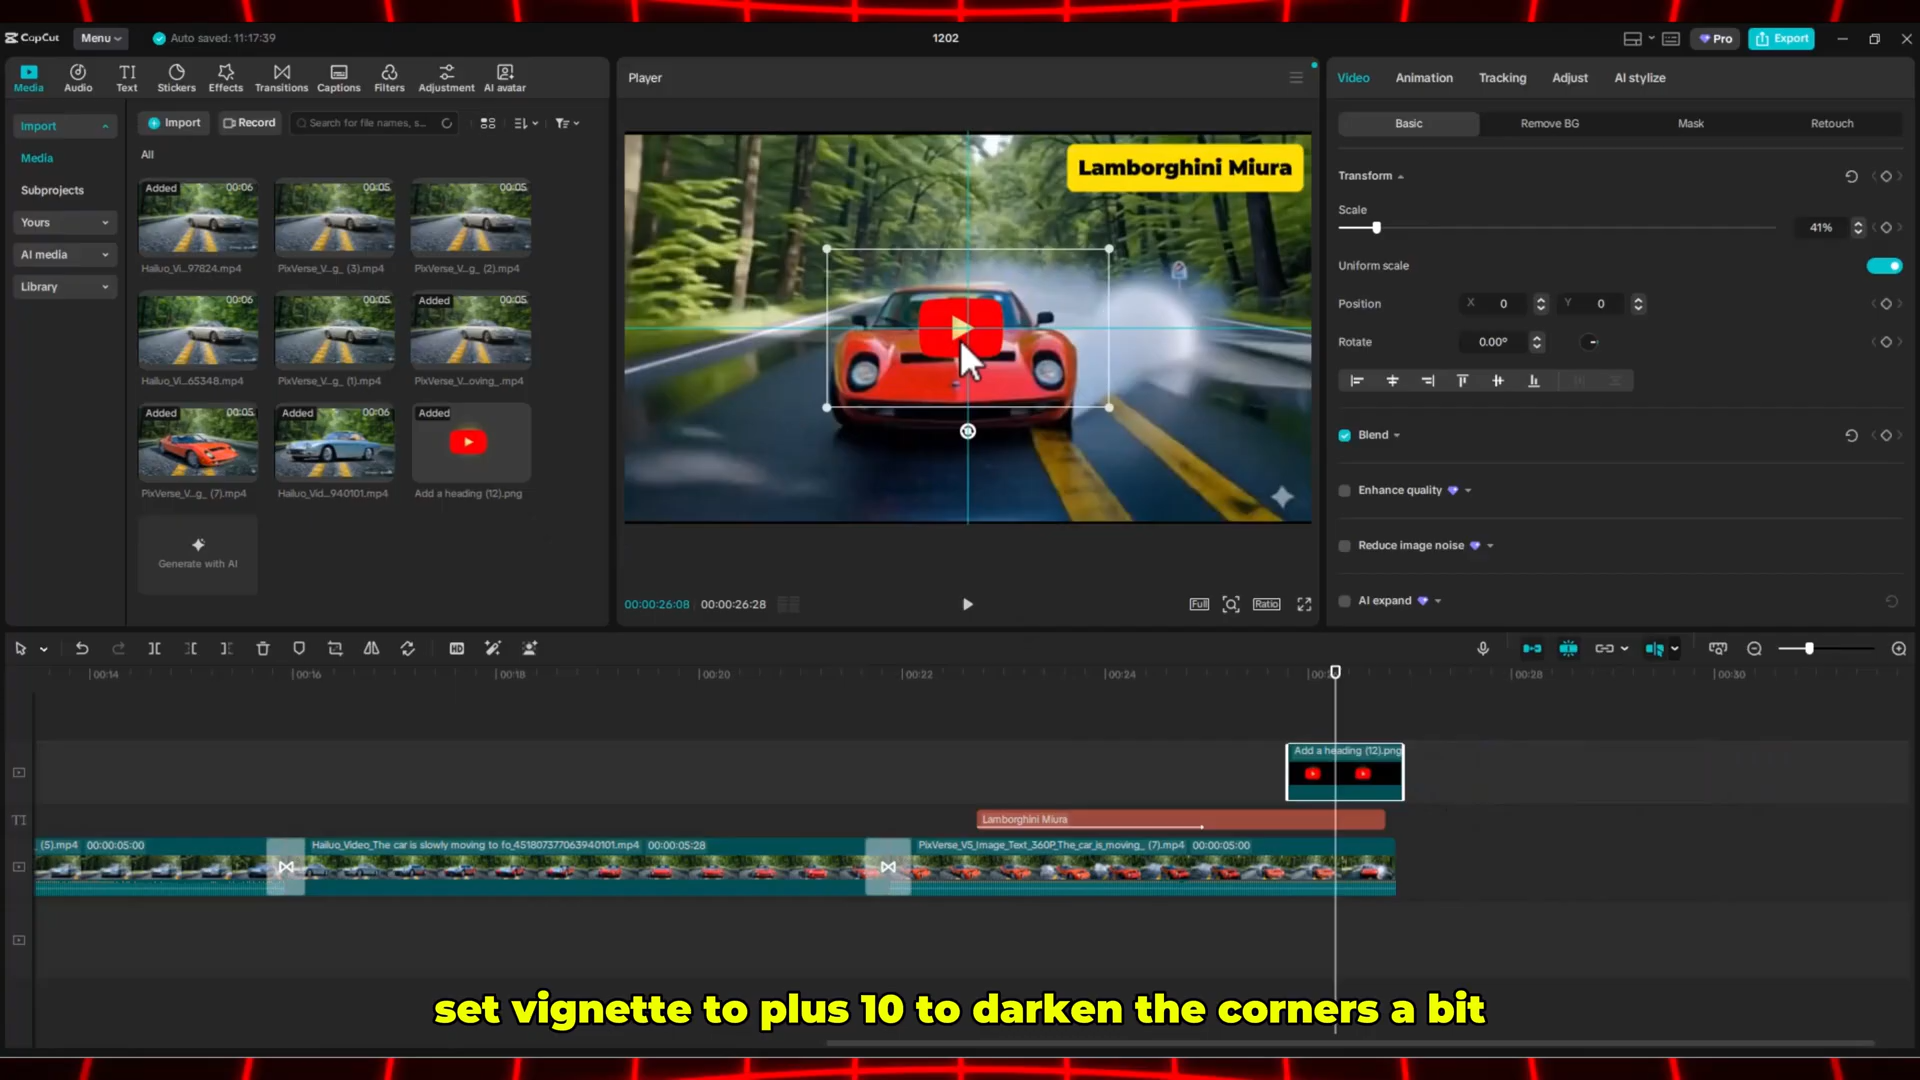 CapCut
Menu
Auto saved: 11:17:39
1202
Pro
Export
Media
Audio
Text
Stickers
Effects
Transitions
Captions
Filters
Adjustment
AI avatar
Import
Media
Subprojects
Yours
AI media
Library
Import
Record
Search for file names, s...
All
Added 00:06
00:05
00:05
Hailuo_Vi...97824.mp4
PixVerse_V...g_ (3).mp4
PixVerse_V...g_ (2).mp4
00:06
00:05
Added 00:05
Hailuo_Vi...65348.mp4
PixVerse_V...g_ (1).mp4
PixVerse_V...oving_.mp4
Added 00:05
Added 00:06
Added
PixVerse_V...g_ (7).mp4
Hailuo_Vid...940101.mp4
Add a heading (12).png
Generate with AI
Player
Lamborghini Miura
00:00:26:08
00:00:26:28
Full
Ratio
Video
Animation
Tracking
Adjust
AI stylize
Basic
Remove BG
Mask
Retouch
Transform
Scale
41%
Uniform scale
Position
X 0
Y 0
Rotate
0.00°
Blend
Enhance quality
Reduce image noise
AI expand
00:14
00:16
00:18
00:20
00:22
00:24
00:28
00:30
Add a heading (12).png
TI
Lamborghini Miura
(5).mp4 00:00:05:00
Hailuo_Video_The car is slowly moving to fo_451807377063940101.mp4 00:00:05:28
PixVerse_V5_Image_Text_360P_The_car_is_moving_ (7).mp4 00:00:05:00
set vignette to plus 10 to darken the corners a bit